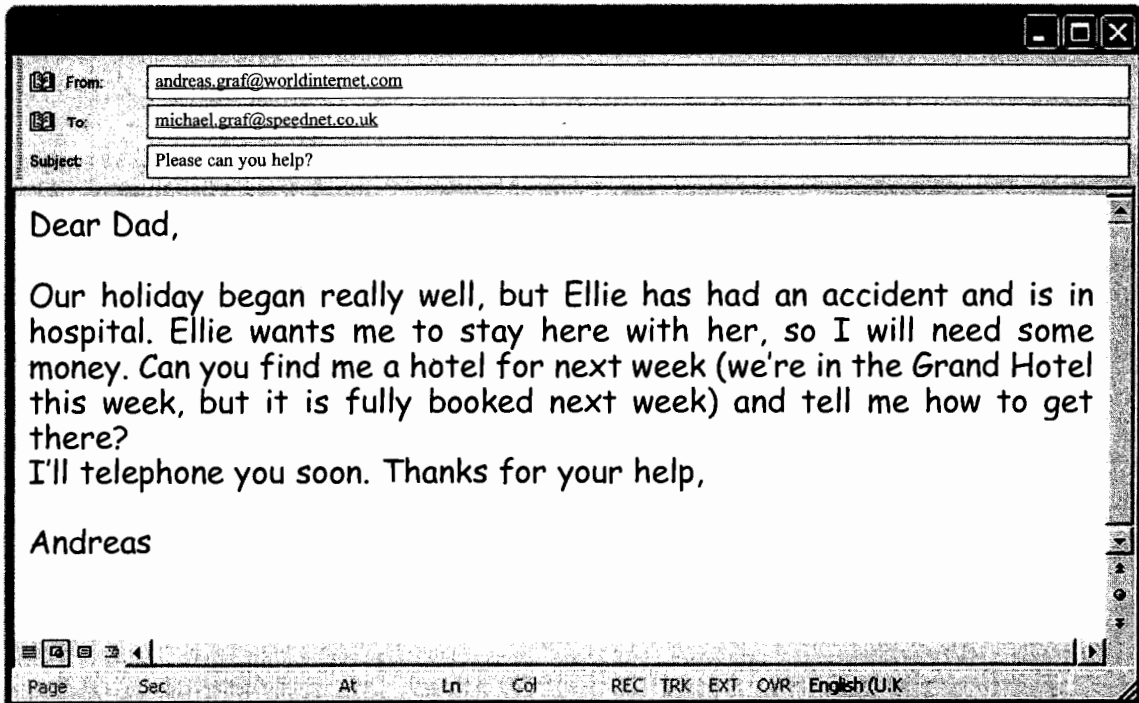 From: andreas.graf@worldinternet.com
To: michael.graf@speednet.co.uk
Subject: Please can you help?
Dear Dad,
Our holiday began really well, but Ellie has had an accident and is in
hospital. Ellie wants me to stay here with her, so I will need some
money. Can you find me a hotel for next week (we're in the Grand Hotel
this week, but it is fully booked next week) and tell me how to get
there?
I'll telephone you soon. Thanks for your help,
Andreas
Page Sec At Ln Col REC TRK EXT OVR English (U.K